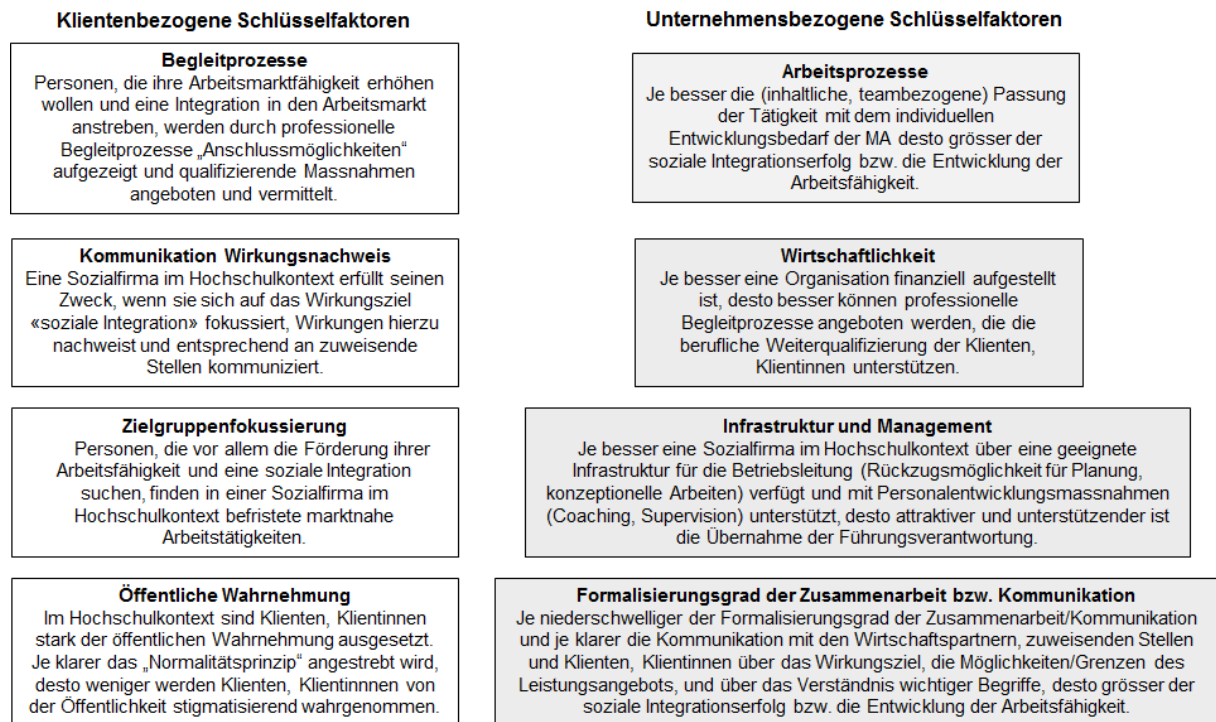 Klientenbezogene Schlüsselfaktoren
Begleitprozesse
Personen, die ihre Arbeitsmarktfähigkeit erhöhen
wollen und eine Integration in den Arbeitsmarkt
anstreben, werden durch professionelle
Begleitprozesse „Anschlussmöglichkeiten“
aufgezeigt und qualifizierende Massnahmen
angeboten und vermittelt.
Kommunikation Wirkungsnachweis
Eine Sozialfirma im Hochschulkontext erfüllt seinen
Zweck, wenn sie sich auf das Wirkungsziel
«soziale Integration» fokussiert, Wirkungen hierzu
nachweist und entsprechend an zuweisende
Stellen kommuniziert.
Zielgruppenfokussierung
Personen, die vor allem die Förderung ihrer
Arbeitsfähigkeit und eine soziale Integration
suchen, finden in einer Sozialfirma im
Hochschulkontext befristete marktnahe
Arbeitstätigkeiten.
Öffentliche Wahrnehmung
Im Hochschulkontext sind Klienten, Klientinnen
stark der öffentlichen Wahrnehmung ausgesetzt.
Je klarer das „Normalitätsprinzip“ angestrebt wird,
desto weniger werden Klienten, Klientinnnen von
der Öffentlichkeit stigmatisierend wahrgenommen.
Unternehmensbezogene Schlüsselfaktoren
Arbeitsprozesse
Je besser die (inhaltliche, teambezogene) Passung
der Tätigkeit mit dem individuellen
Entwicklungsbedarf der MA desto grösser der
soziale Integrationserfolg bzw. die Entwicklung der
Arbeitsfähigkeit.
Wirtschaftlichkeit
Je besser eine Organisation finanziell aufgestellt
ist, desto besser können professionelle
Begleitprozesse angeboten werden, die die
berufliche Weiterqualifizierung der Klienten,
Klientinnen unterstützen.
Infrastruktur und Management
Je besser eine Sozialfirma im Hochschulkontext über eine geeignete
Infrastruktur für die Betriebsleitung (Rückzugsmöglichkeit für Planung,
konzeptionelle Arbeiten) verfügt und mit Personalentwicklungsmassnahmen
(Coaching, Supervision) unterstützt, desto attraktiver und unterstützender ist
die Übernahme der Führungsverantwortung.
Formalisierungsgrad der Zusammenarbeit bzw. Kommunikation
Je niederschwelliger der Formalisierungsgrad der Zusammenarbeit/Kommunikation
und je klarer die Kommunikation mit den Wirtschaftspartnern, zuweisenden Stellen
und Klienten, Klientinnen über das Wirkungsziel, die Möglichkeiten/Grenzen des
Leistungsangebots, und über das Verständnis wichtiger Begriffe, desto grösser der
soziale Integrationserfolg bzw. die Entwicklung der Arbeitsfähigkeit.